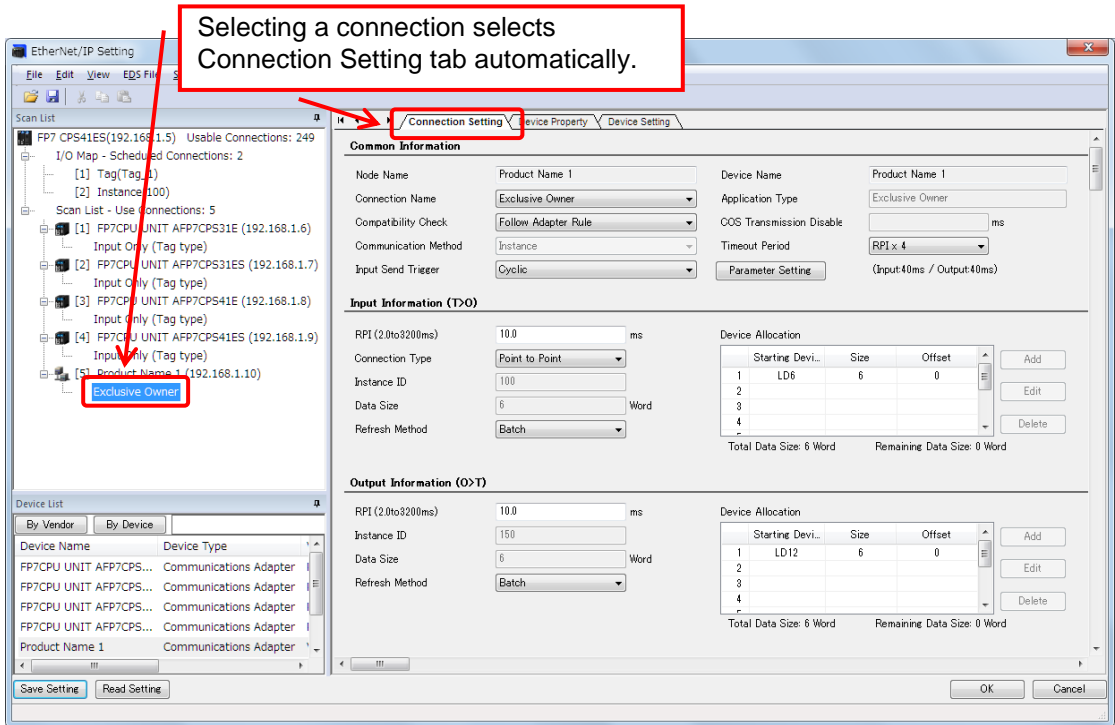 Selecting a connection selects
Connection Setting tab automatically.
EtherNet/IP Setting
File Edit View EDS File
Scan List
FP7 CPS41ES(192.168.1.5) Usable Connections: 249
I/O Map - Scheduled Connections: 2
[1] Tag(Tag_1)
[2] Instance(100)
Scan List - Use Connections: 5
[1] FP7CPU UNIT AFP7CPS31E (192.168.1.6)
Input Only (Tag type)
[2] FP7CPU UNIT AFP7CPS31ES (192.168.1.7)
Input Only (Tag type)
[3] FP7CPU UNIT AFP7CPS41E (192.168.1.8)
Input Only (Tag type)
[4] FP7CPU UNIT AFP7CPS41ES (192.168.1.9)
Input Only (Tag type)
[5] Product Name 1 (192.168.1.10)
Exclusive Owner
Device List
By Vendor By Device
Device Name Device Type
FP7CPU UNIT AFP7CPS... Communications Adapter
FP7CPU UNIT AFP7CPS... Communications Adapter
FP7CPU UNIT AFP7CPS... Communications Adapter
FP7CPU UNIT AFP7CPS... Communications Adapter
Product Name 1 Communications Adapter
Save Setting Read Setting
Connection Setting Device Property Device Setting
Common Information
Node Name Product Name 1 Device Name Product Name 1
Connection Name Exclusive Owner Application Type Exclusive Owner
Compatibility Check Follow Adapter Rule COS Transmission Disable ms
Communication Method Instance Timeout Period RPI x 4
Input Send Trigger Cyclic Parameter Setting (Input:40ms / Output:40ms)
Input Information (T>O)
RPI (2.0to3200ms) 10.0 ms Device Allocation
Connection Type Point to Point Starting Devi... Size Offset Add
1 LD6 6 0
Instance ID 100 2 Edit
Data Size 6 Word 3
Refresh Method Batch 4 Delete
Total Data Size: 6 Word Remaining Data Size: 0 Word
Output Information (O>T)
RPI (2.0to3200ms) 10.0 ms Device Allocation
Instance ID 150 Starting Devi... Size Offset Add
Data Size 6 Word 1 LD12 6 0
2 Edit
Refresh Method Batch 3
4 Delete
Total Data Size: 6 Word Remaining Data Size: 0 Word
OK Cancel